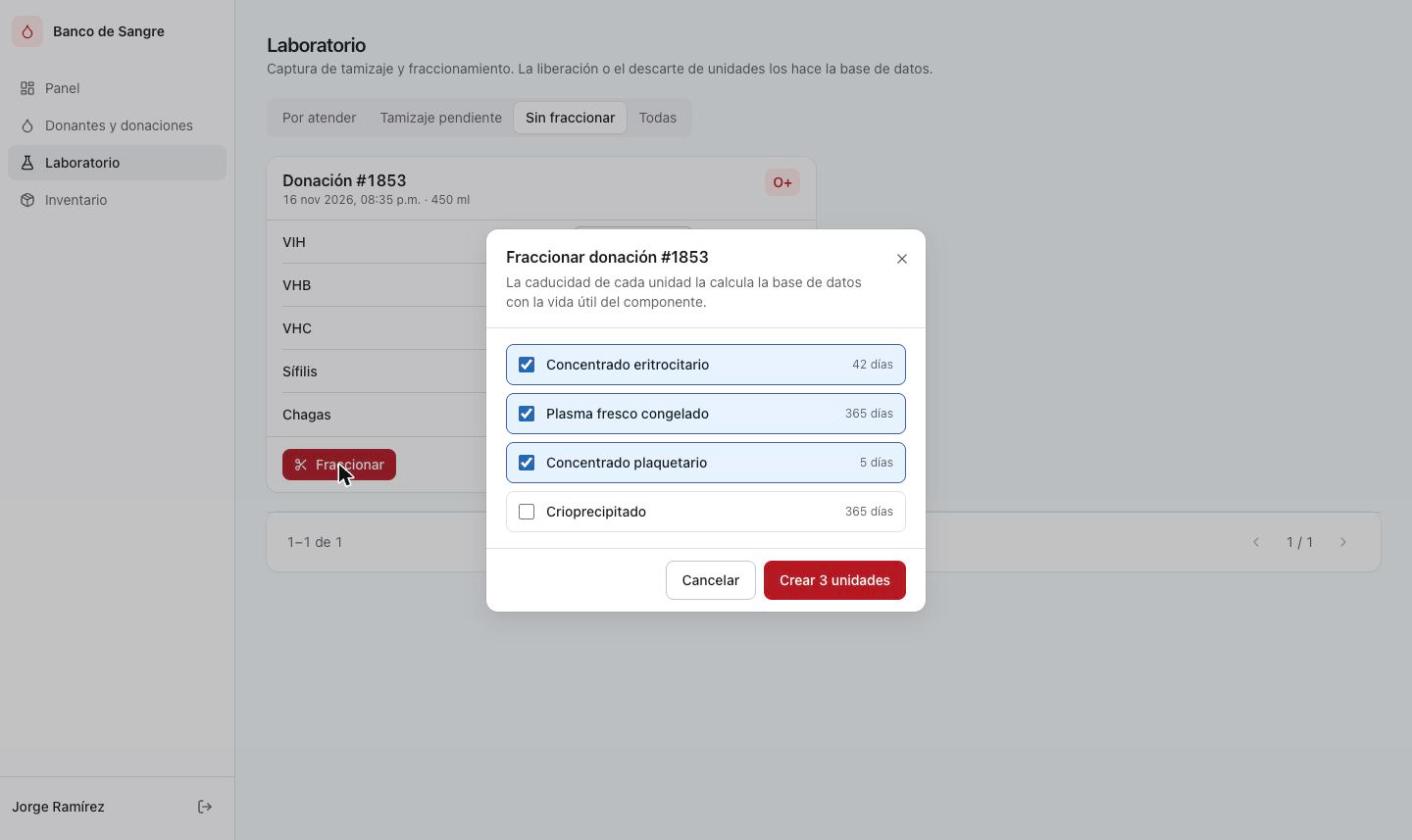 Banco de Sangre
Panel
Donantes y donaciones
Laboratorio
Inventario
Jorge Ramírez
Laboratorio
Captura de tamizaje y fraccionamiento. La liberación o el descarte de unidades los hace la base de datos.
Por atender
Tamizaje pendiente
Sin fraccionar
Todas
Donación #1853
O+
16 nov 2026, 08:35 p.m. · 450 ml
VIH
VHB
VHC
Sífilis
Chagas
Fraccionar
1–1 de 1
1 / 1
Fraccionar donación #1853
La caducidad de cada unidad la calcula la base de datos
con la vida útil del componente.
Concentrado eritrocitario 42 días
Plasma fresco congelado 365 días
Concentrado plaquetario 5 días
Crioprecipitado 365 días
Cancelar
Crear 3 unidades